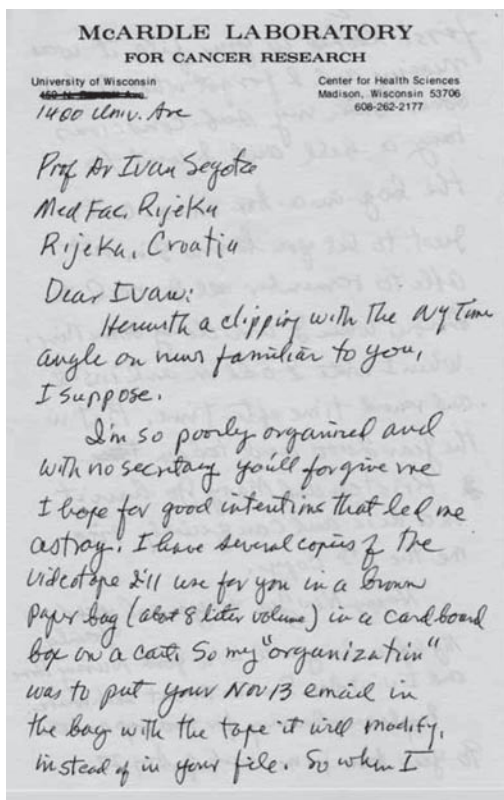 McARDLE LABORATORY
FOR CANCER RESEARCH
University of Wisconsin
Center for Health Sciences
Madison, Wisconsin 53706
608-262-2177
1400 Univ. Ave
Prof Dr Ivan Segota
Med Fac, Rijeka
Rijeka, Croatia
Dear Ivan:
Herewith a clipping with the NY Time
angle on news familiar to you,
I suppose.
I'm so poorly organized and
with no secretary you'll forgive me
I hope for good intentions that led me
astray. I have several copies of the
videotape I'll use for you in a brown
paper bag (about 8 liter volume) in a cardboard
box on a cart. So my "organization"
was to put your Nov 13 email in
the bag with the tape it will modify,
instead of in your file. So when I